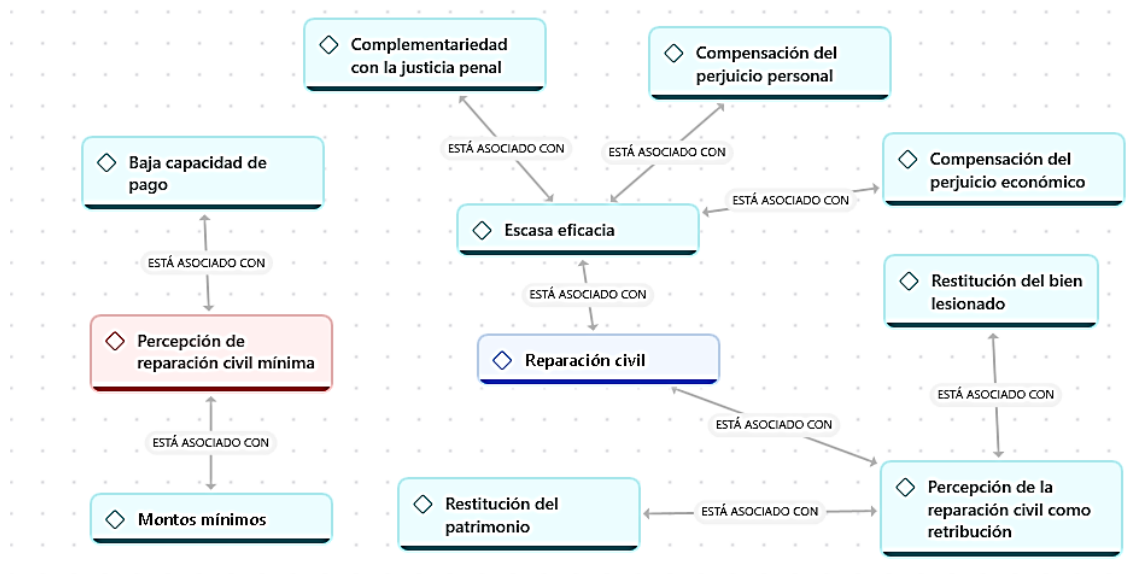 Complementariedad
con la justicia penal
Compensación del
perjuicio personal
ESTÁ ASOCIADO CON
ESTÁ ASOCIADO CON
Baja capacidad de
pago
Compensación del
perjuicio económico
ESTÁ ASOCIADO CON
Escasa eficacia
ESTÁ ASOCIADO CON
ESTÁ ASOCIADO CON
Restitución del bien
lesionado
Percepción de
reparación civil mínima
Reparación civil
ESTÁ ASOCIADO CON
ESTÁ ASOCIADO CON
ESTÁ ASOCIADO CON
Montos mínimos
Restitución del
patrimonio
ESTÁ ASOCIADO CON
Percepción de la
reparación civil como
retribución